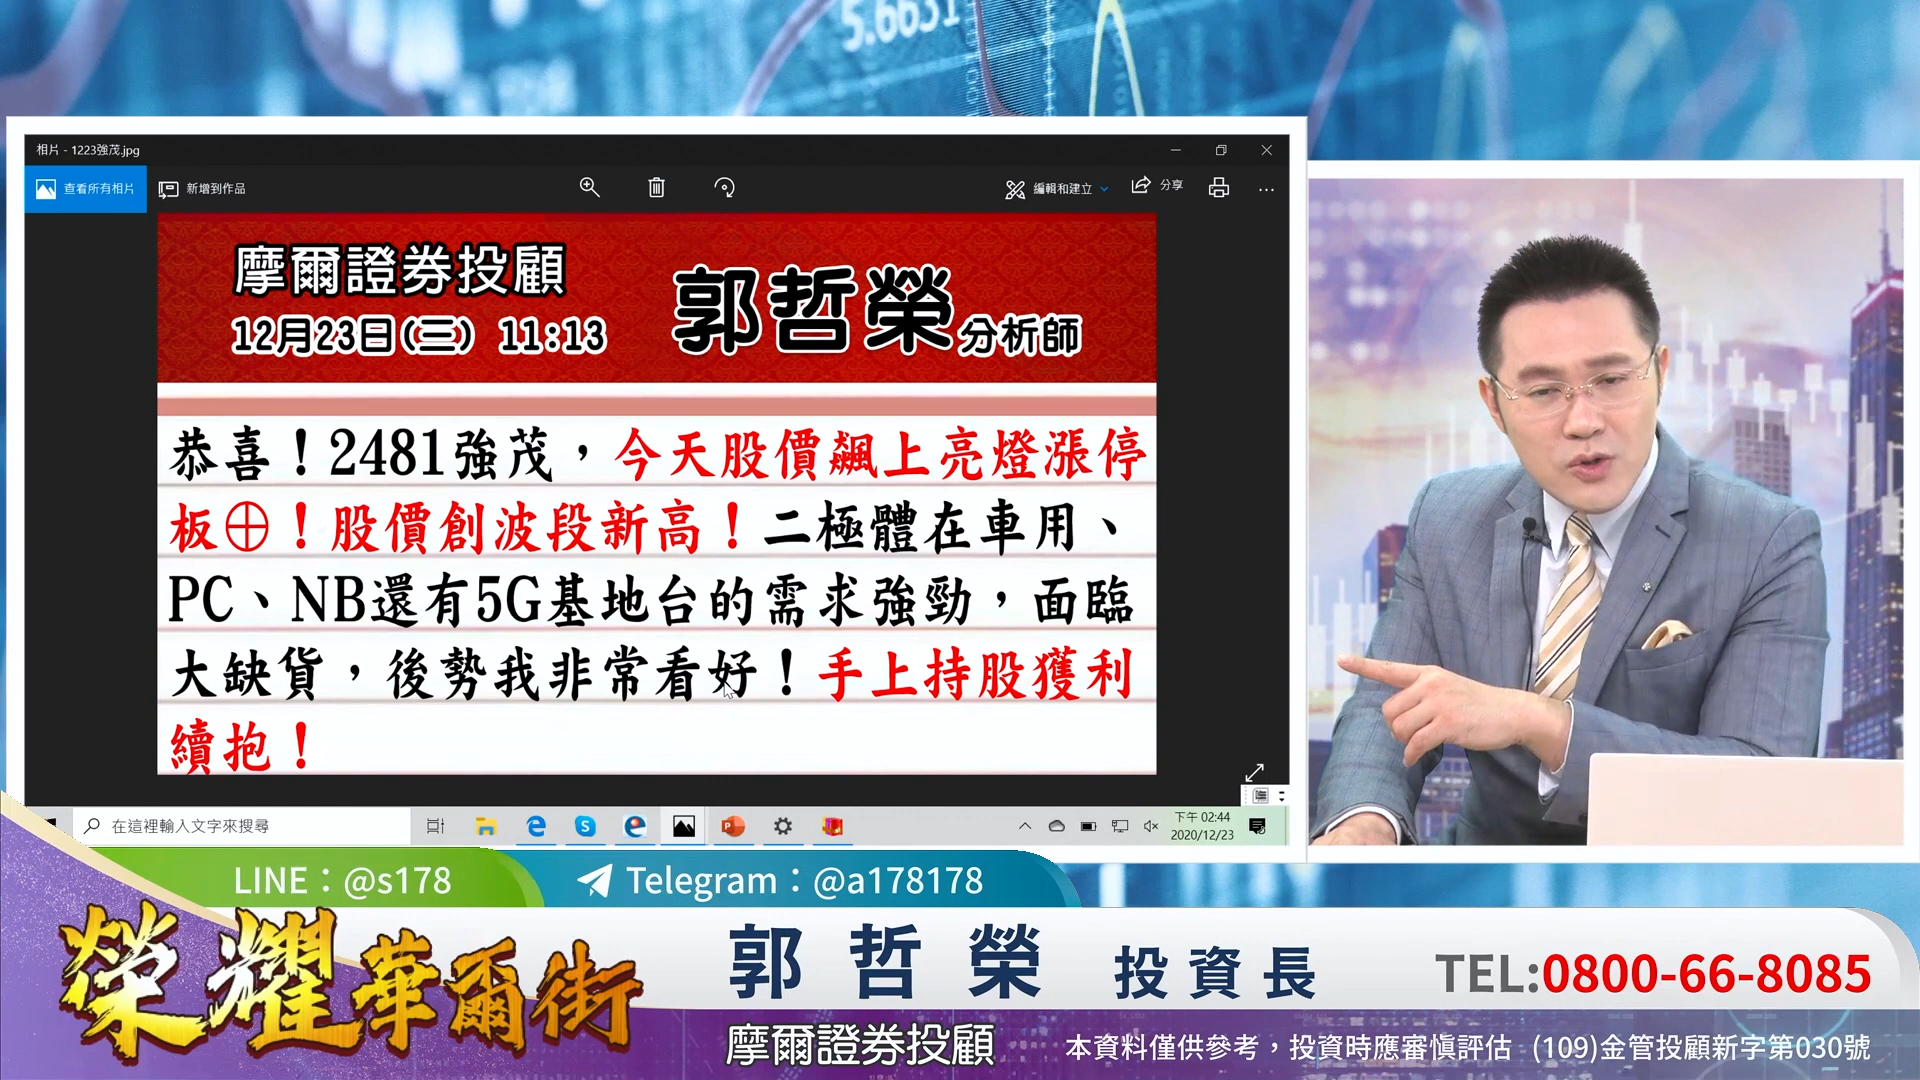 5.6631
相片 - 1223強茂.jpg
查看所有相片
新增到作品
編輯和建立
分享
摩爾證券投顧
12月23日(三) 11:13
郭哲榮分析師
恭喜！2481強茂，今天股價飆上亮燈漲停
板⊕！股價創波段新高！二極體在車用、
PC、NB還有5G基地台的需求強勁，面臨
大缺貨，後勢我非常看好！手上持股獲利
續抱！
在這裡輸入文字來搜尋
下午 02:44
2020/12/23
LINE：@s178
Telegram：@a178178
榮耀華爾街
郭哲榮 投資長
TEL:0800-66-8085
摩爾證券投顧
本資料僅供參考，投資時應審慎評估 (109)金管投顧新字第030號